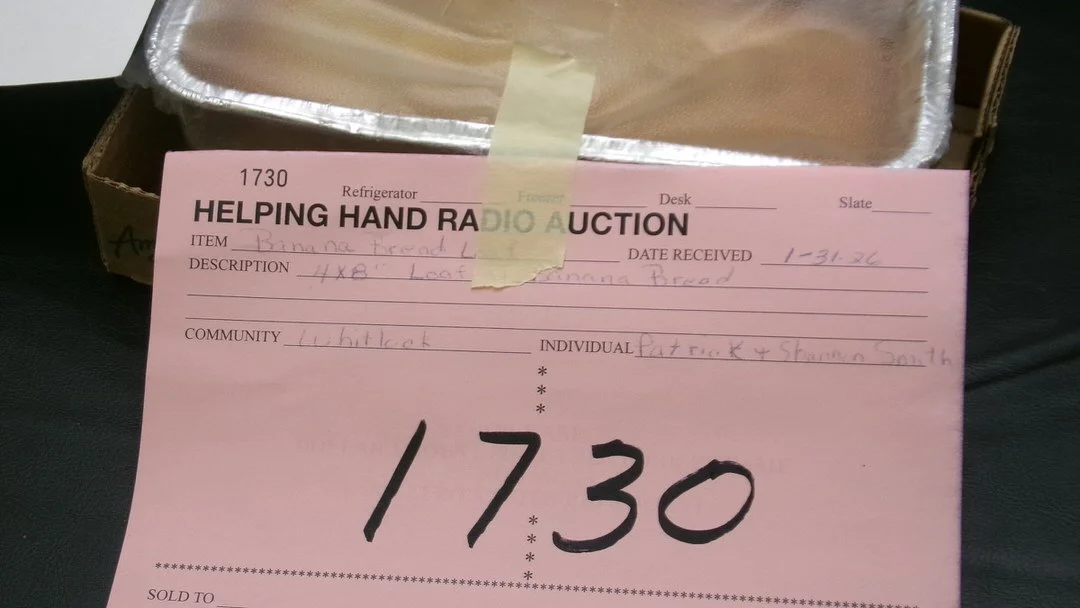 1730 Refrigerator Freezer Desk Slate
HELPING HAND RADIO AUCTION
ITEM Banana Bread Loaf DATE RECEIVED 1-31-26
DESCRIPTION 4x8" Loaf Banana Bread
COMMUNITY Whitlock INDIVIDUAL Patrick + Shannon Smith
*
*
*
1730
*
*
*
*
SOLD TO